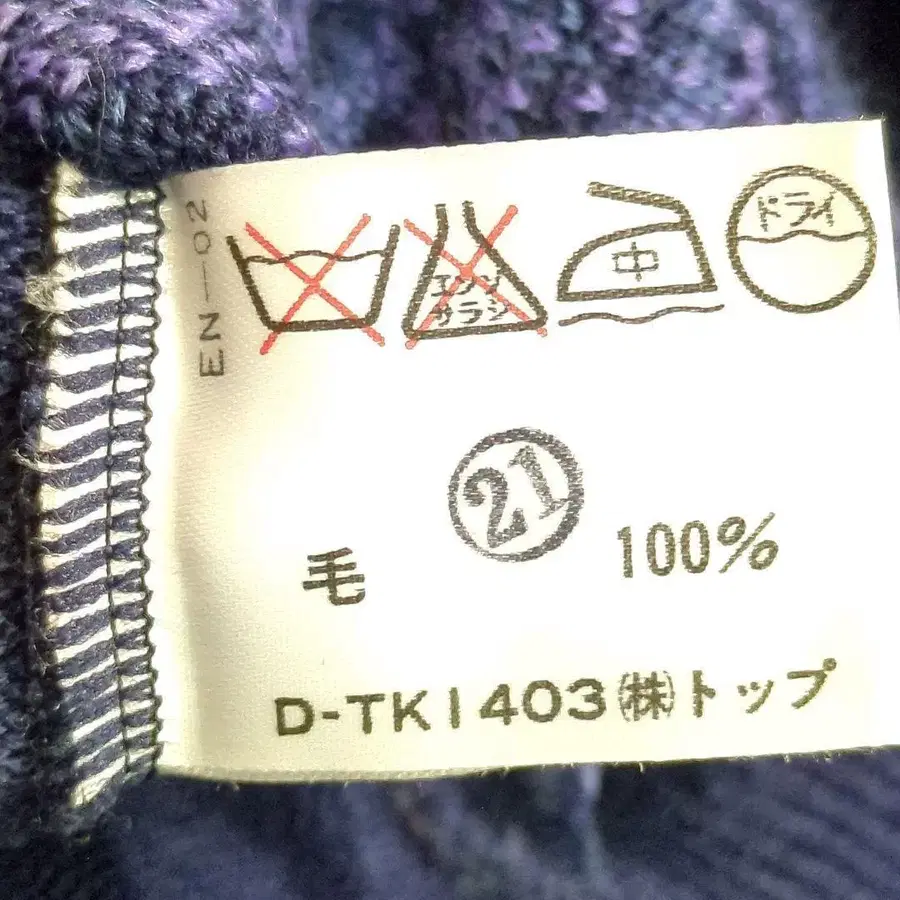 EN-02
エンソ
サラシ
中
ドライ
21
毛 100%
D-TK1403㈱トップ